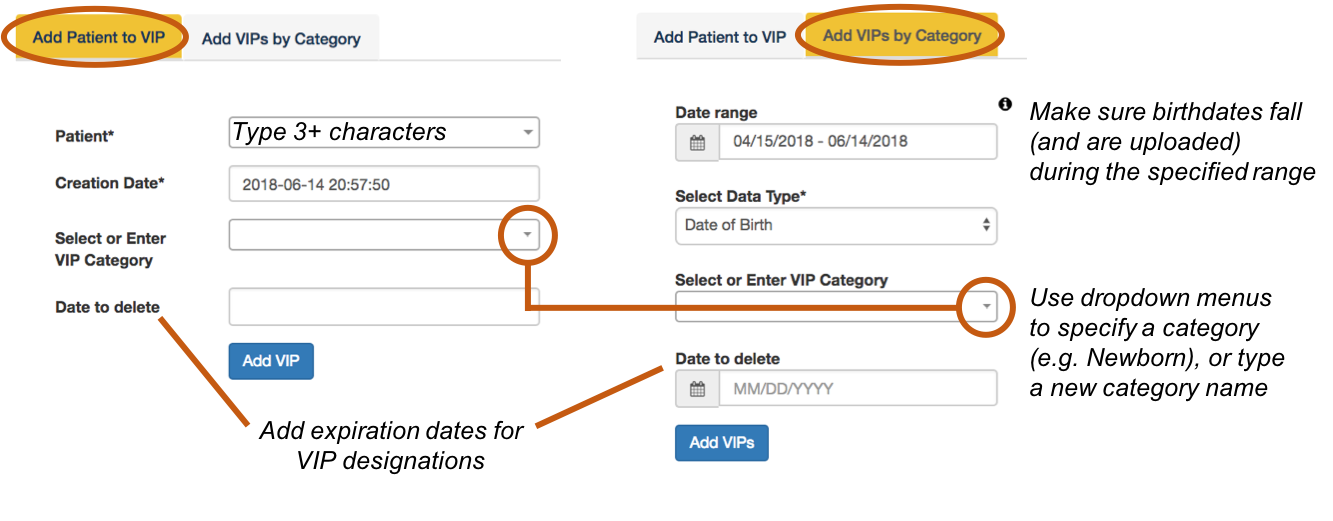 Add Patient to VIP
Add VIPs by Category
Patient*
Type 3+ characters
Creation Date*
2018-06-14 20:57:50
Select or Enter
VIP Category
Date to delete
Add VIP
Add Patient to VIP
Add VIPs by Category
Date range
04/15/2018 - 06/14/2018
Select Data Type*
Date of Birth
Select or Enter VIP Category
Date to delete
MM/DD/YYYY
Add VIPs
Make sure birthdates fall
(and are uploaded)
during the specified range
Use dropdown menus
to specify a category
(e.g. Newborn), or type
a new category name
Add expiration dates for
VIP designations